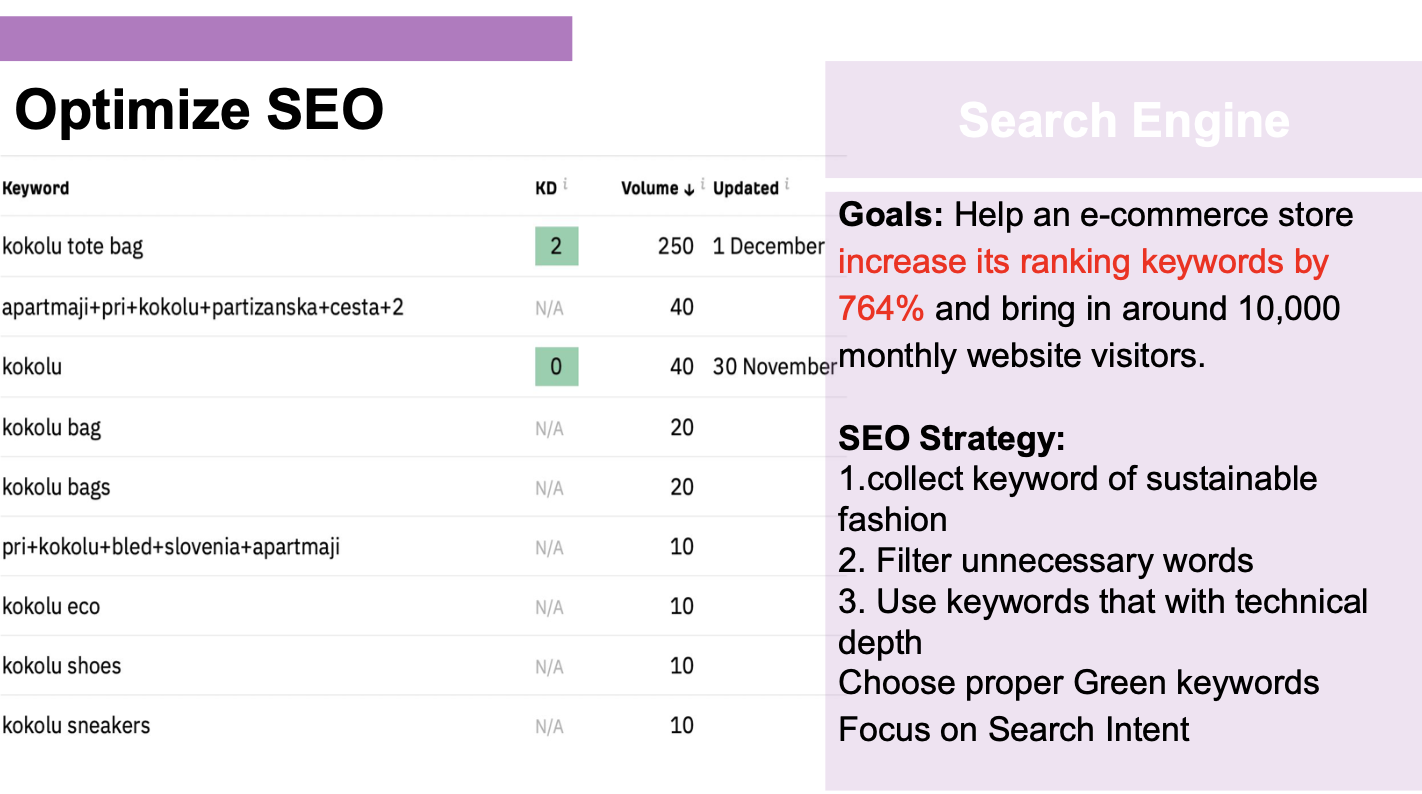 Optimize SEO
Search Engine
Keyword KD i Volume ↓ i Updated i
kokolu tote bag 2 250 1 December
apartmaji+pri+kokolu+partizanska+cesta+2 N/A 40
kokolu 0 40 30 November
kokolu bag N/A 20
kokolu bags N/A 20
pri+kokolu+bled+slovenia+apartmaji N/A 10
kokolu eco N/A 10
kokolu shoes N/A 10
kokolu sneakers N/A 10
Goals: Help an e-commerce store
increase its ranking keywords by
764% and bring in around 10,000
monthly website visitors.
SEO Strategy:
1.collect keyword of sustainable
fashion
2. Filter unnecessary words
3. Use keywords that with technical
depth
Choose proper Green keywords
Focus on Search Intent